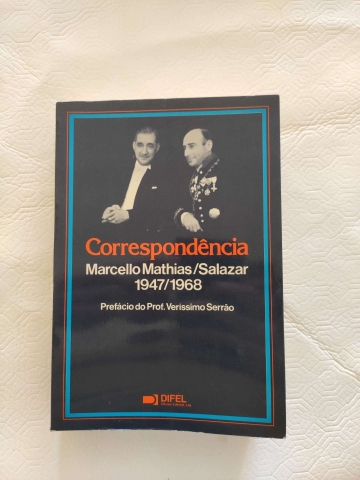 Correspondência
Marcello Mathias/Salazar
1947/1968
Prefácio do Prof. Veríssimo Serrão
DIFEL